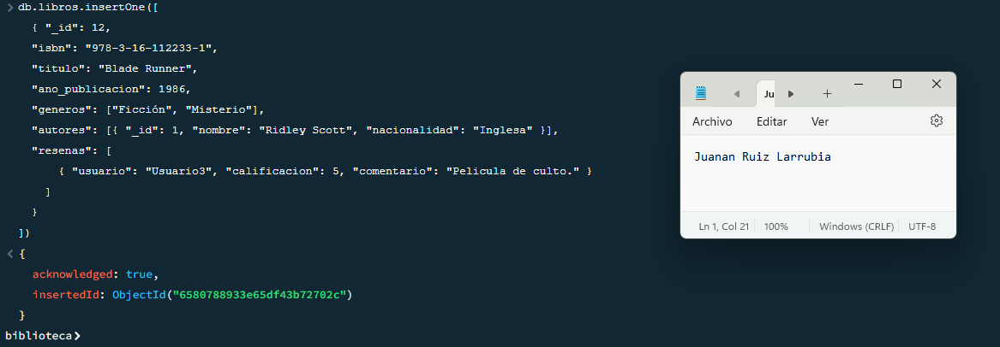 > db.libros.insertOne([
{ "_id": 12,
"isbn": "978-3-16-112233-1",
"titulo": "Blade Runner",
"ano_publicacion": 1986,
"generos": ["Ficción", "Misterio"],
"autores": [{ "_id": 1, "nombre": "Ridley Scott", "nacionalidad": "Inglesa" }],
"resenas": [
{ "usuario": "Usuario3", "calificacion": 5, "comentario": "Pelicula de culto." }
]
}
])
< {
acknowledged: true,
insertedId: ObjectId("6580788933e65df43b72702c")
}
biblioteca>
Ju
Archivo Editar Ver
Juanan Ruiz Larrubia
Ln 1, Col 21 100% Windows (CRLF) UTF-8